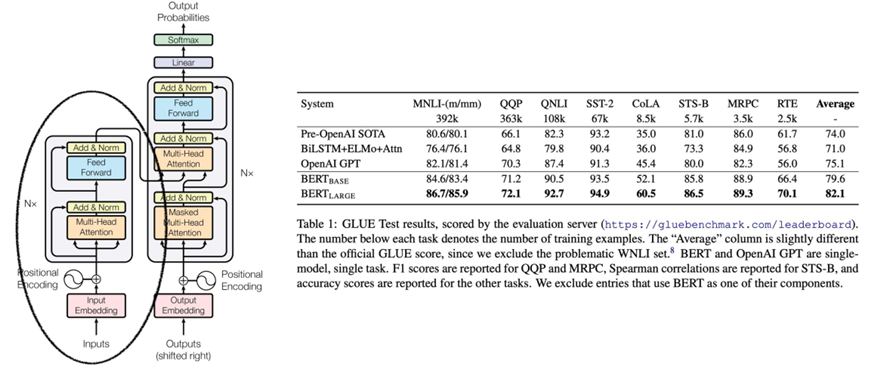 Output
Probabilities
Softmax
Linear
Add & Norm
Feed
Forward
Add & Norm
Multi-Head
Attention
Add & Norm
Masked
Multi-Head
Attention
N×
Positional
Encoding
Output
Embedding
Outputs
(shifted right)
Add & Norm
Feed
Forward
Add & Norm
Multi-Head
Attention
N×
Positional
Encoding
Input
Embedding
Inputs
System MNLI-(m/mm) QQP QNLI SST-2 CoLA STS-B MRPC RTE Average
392k 363k 108k 67k 8.5k 5.7k 3.5k 2.5k -
Pre-OpenAI SOTA 80.6/80.1 66.1 82.3 93.2 35.0 81.0 86.0 61.7 74.0
BiLSTM+ELMo+Attn 76.4/76.1 64.8 79.8 90.4 36.0 73.3 84.9 56.8 71.0
OpenAI GPT 82.1/81.4 70.3 87.4 91.3 45.4 80.0 82.3 56.0 75.1
BERTBASE 84.6/83.4 71.2 90.5 93.5 52.1 85.8 88.9 66.4 79.6
BERTLARGE 86.7/85.9 72.1 92.7 94.9 60.5 86.5 89.3 70.1 82.1
Table 1: GLUE Test results, scored by the evaluation server (https://gluebenchmark.com/leaderboard).
The number below each task denotes the number of training examples. The “Average” column is slightly different
than the official GLUE score, since we exclude the problematic WNLI set.8 BERT and OpenAI GPT are single-
model, single task. F1 scores are reported for QQP and MRPC, Spearman correlations are reported for STS-B, and
accuracy scores are reported for the other tasks. We exclude entries that use BERT as one of their components.